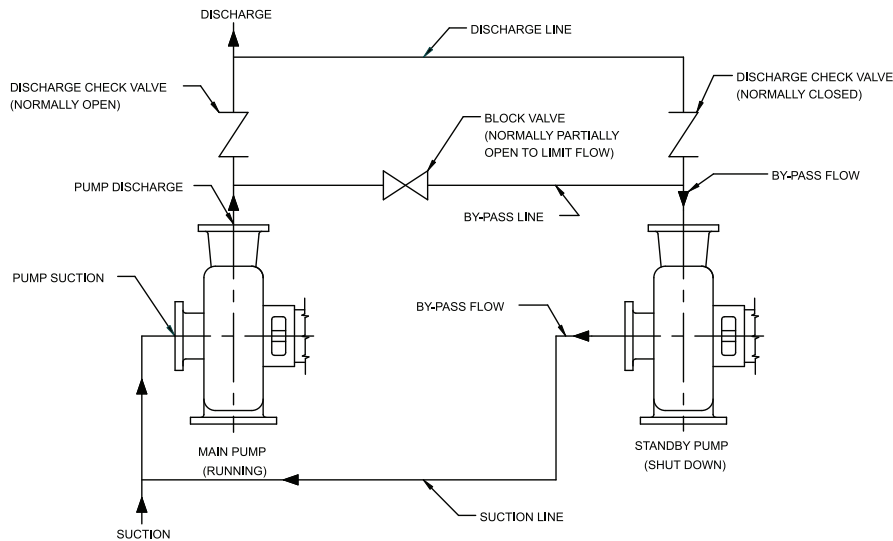 DISCHARGE
DISCHARGE LINE
DISCHARGE CHECK VALVE
(NORMALLY OPEN)
DISCHARGE CHECK VALVE
(NORMALLY CLOSED)
BLOCK VALVE
(NORMALLY PARTIALLY
OPEN TO LIMIT FLOW)
PUMP DISCHARGE
BY-PASS FLOW
BY-PASS LINE
PUMP SUCTION
BY-PASS FLOW
MAIN PUMP
(RUNNING)
STANDBY PUMP
(SHUT DOWN)
SUCTION LINE
SUCTION